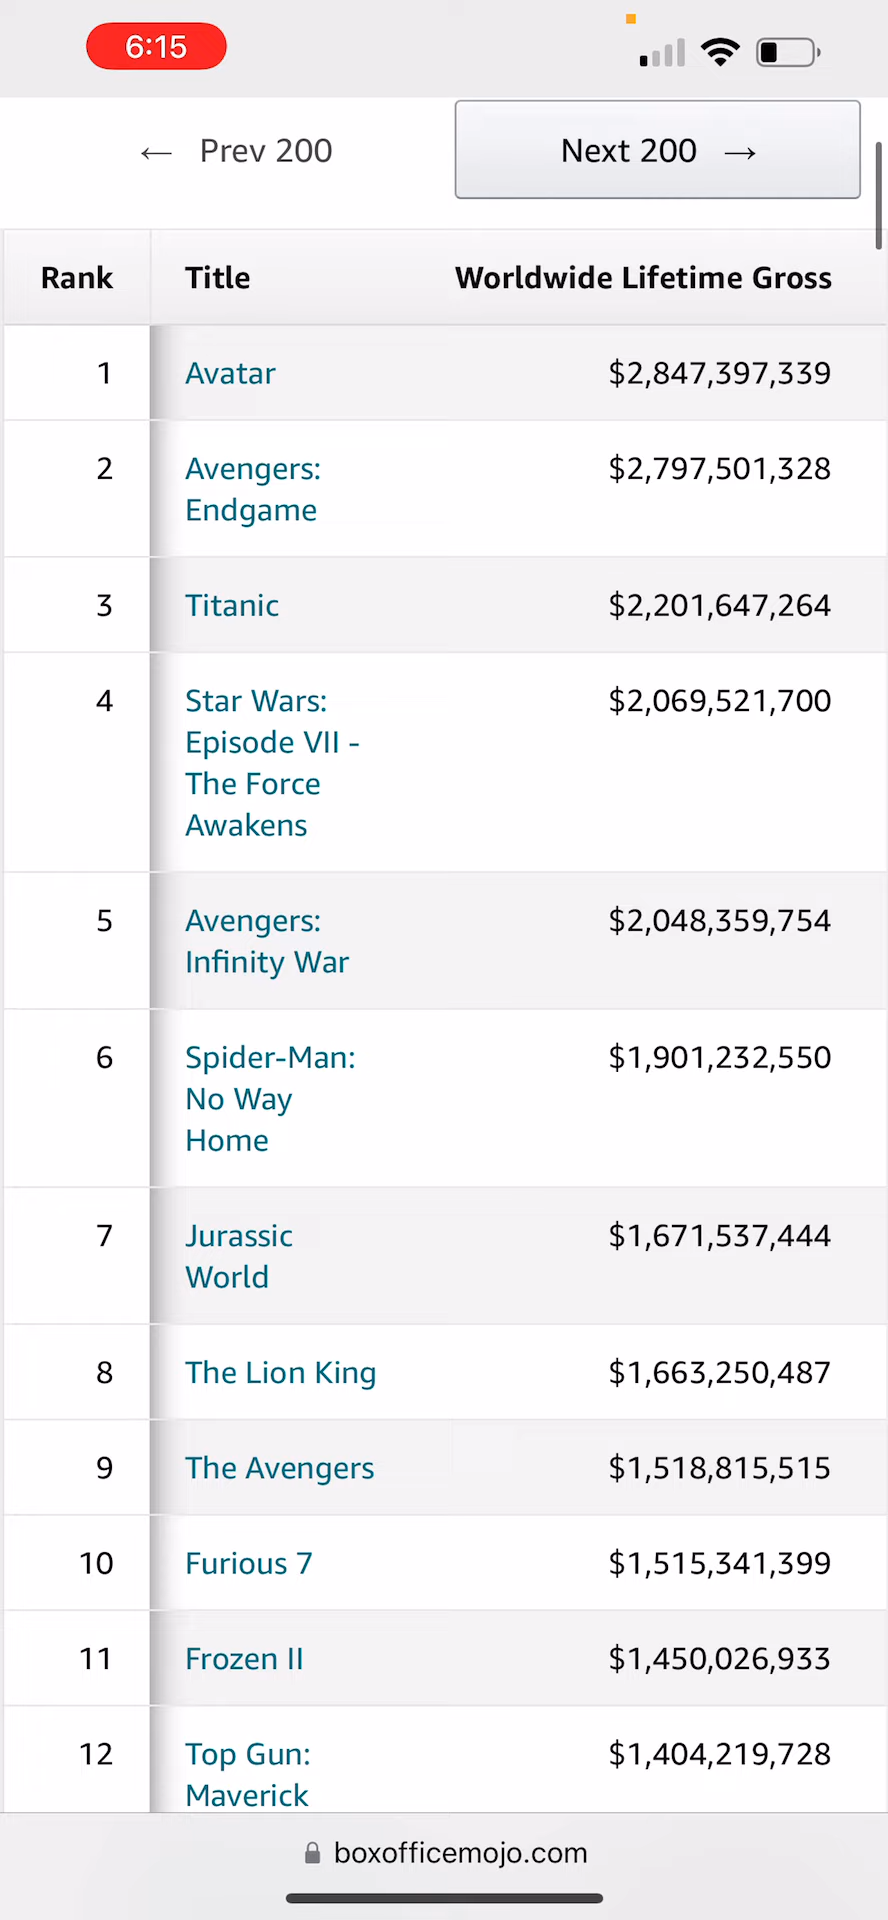 6:15
← Prev 200
Next 200 →
Rank Title Worldwide Lifetime Gross
1 Avatar $2,847,397,339
2 Avengers: $2,797,501,328
Endgame
3 Titanic $2,201,647,264
4 Star Wars: $2,069,521,700
Episode VII -
The Force
Awakens
5 Avengers: $2,048,359,754
Infinity War
6 Spider-Man: $1,901,232,550
No Way
Home
7 Jurassic $1,671,537,444
World
8 The Lion King $1,663,250,487
9 The Avengers $1,518,815,515
10 Furious 7 $1,515,341,399
11 Frozen II $1,450,026,933
12 Top Gun: $1,404,219,728
Maverick
boxofficemojo.com